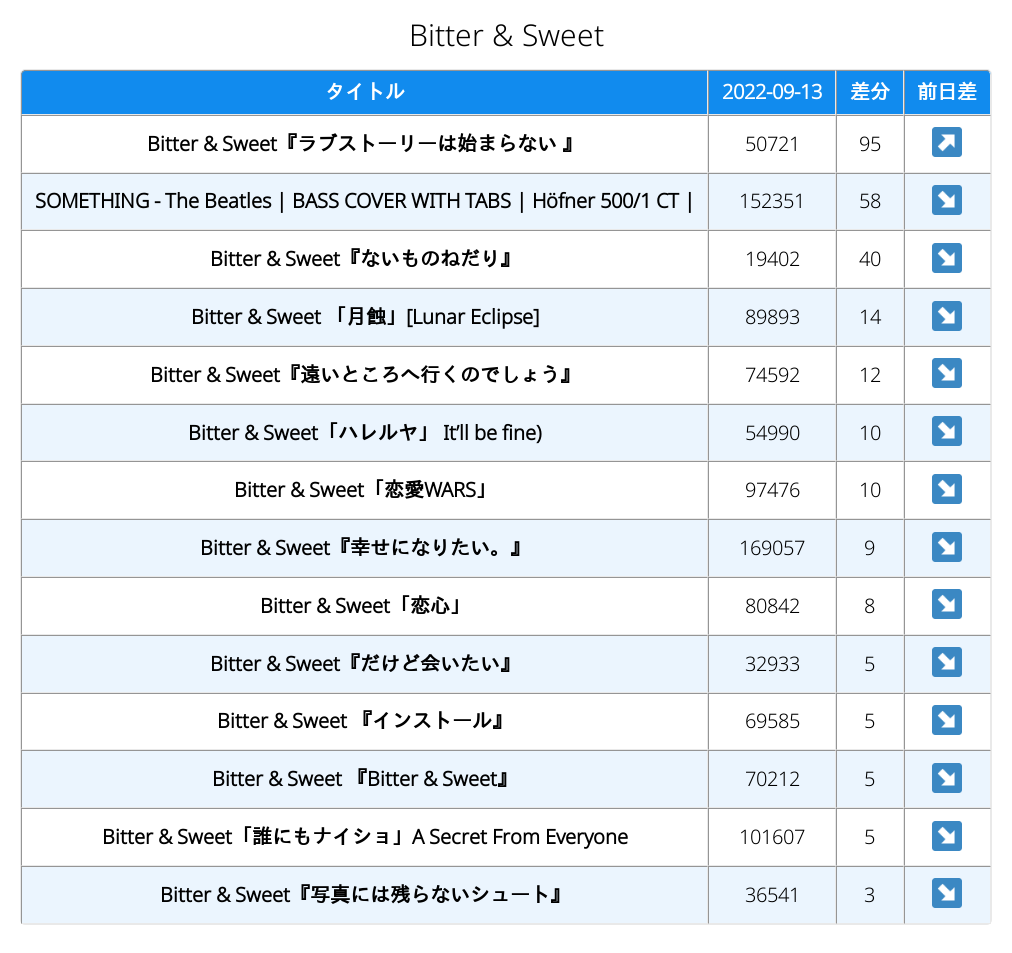 Bitter & Sweet
タイトル 2022-09-13 差分 前日差
Bitter & Sweet『ラブストーリーは始まらない 』 50721 95
SOMETHING - The Beatles | BASS COVER WITH TABS | Höfner 500/1 CT | 152351 58
Bitter & Sweet『ないものねだり』 19402 40
Bitter & Sweet 「月蝕」[Lunar Eclipse] 89893 14
Bitter & Sweet『遠いところへ行くのでしょう』 74592 12
Bitter & Sweet「ハレルヤ」 It’ll be fine) 54990 10
Bitter & Sweet「恋愛WARS」 97476 10
Bitter & Sweet『幸せになりたい。』 169057 9
Bitter & Sweet「恋心」 80842 8
Bitter & Sweet『だけど会いたい』 32933 5
Bitter & Sweet 『インストール』 69585 5
Bitter & Sweet 『Bitter & Sweet』 70212 5
Bitter & Sweet「誰にもナイショ」A Secret From Everyone 101607 5
Bitter & Sweet『写真には残らないシュート』 36541 3